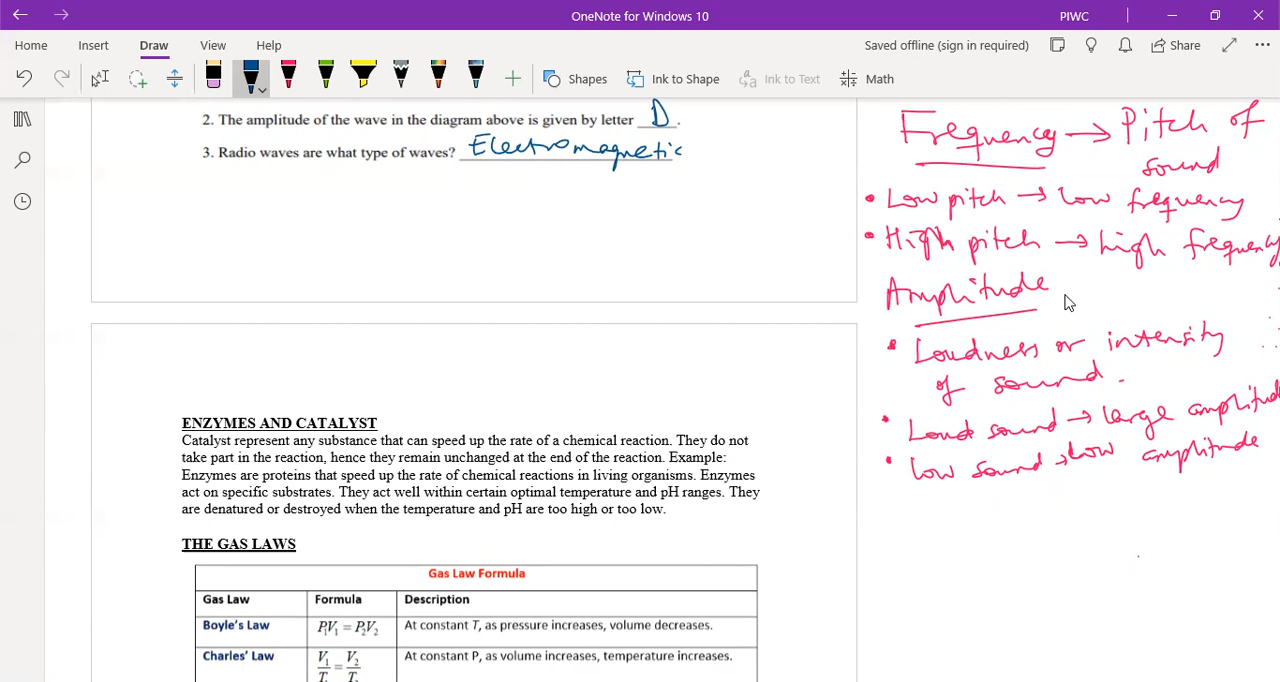 OneNote for Windows 10
PIWC
Home Insert Draw View Help
Saved offline (sign in required)
Share
Shapes
Ink to Shape
Ink to Text
Math
2. The amplitude of the wave in the diagram above is given by letter D.
3. Radio waves are what type of waves? Electromagnetic
ENZYMES AND CATALYST
Catalyst represent any substance that can speed up the rate of a chemical reaction. They do not
take part in the reaction, hence they remain unchanged at the end of the reaction. Example:
Enzymes are proteins that speed up the rate of chemical reactions in living organisms. Enzymes
act on specific substrates. They act well within certain optimal temperature and pH ranges. They
are denatured or destroyed when the temperature and pH are too high or too low.
THE GAS LAWS
Gas Law Formula
Gas Law Formula Description
Boyle's Law P₁V₁ = P₂V₂ At constant T, as pressure increases, volume decreases.
Charles' Law V₁/T = V₂/T At constant P, as volume increases, temperature increases.
Frequency → Pitch of
sound
• Low pitch → low frequency
• High pitch → high frequency
Amplitude
• Loudness or intensity
of sound.
• Loud sound → large amplitud
• low sound → low amplitude